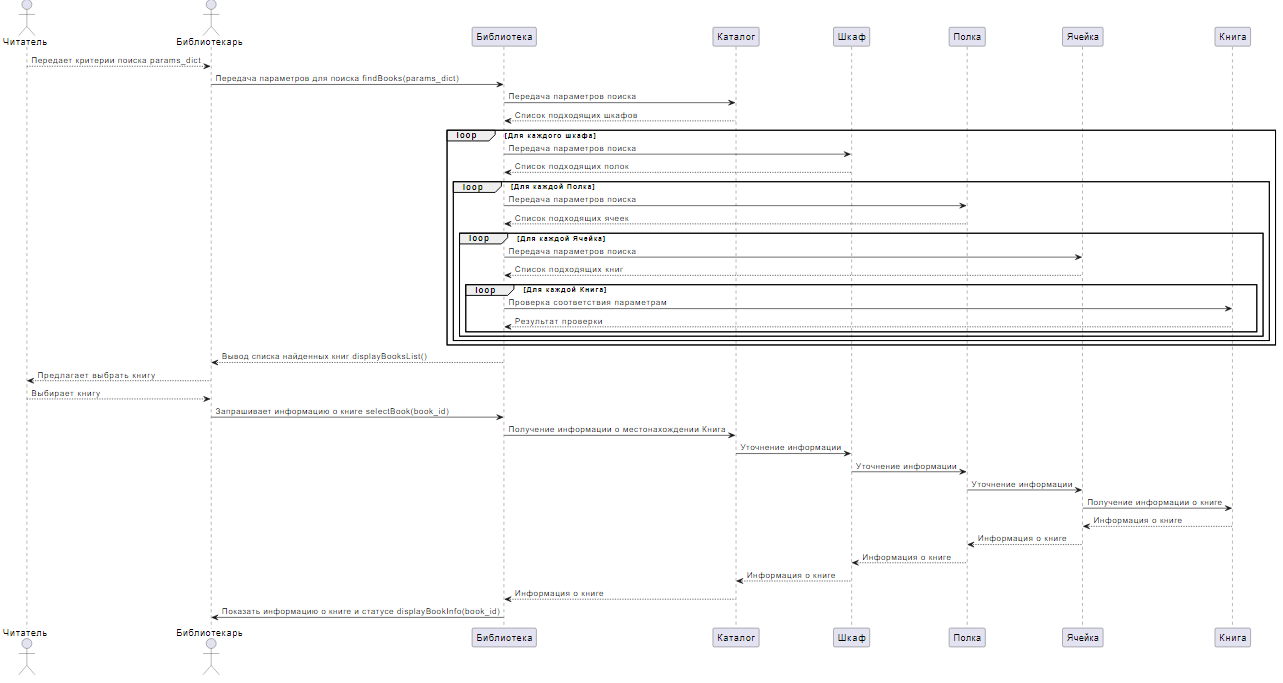 Читатель
Библиотекарь
Библиотека
Каталог
Шкаф
Полка
Ячейка
Книга
Передает критерии поиска params_dict
Передача параметров для поиска findBooks(params_dict)
Передача параметров поиска
Список подходящих шкафов
loop [Для каждого шкафа]
Передача параметров поиска
Список подходящих полок
loop [Для каждой Полка]
Передача параметров поиска
Список подходящих ячеек
loop [Для каждой Ячейка]
Передача параметров поиска
Список подходящих книг
loop [Для каждой Книга]
Проверка соответствия параметрам
Результат проверки
Вывод списка найденных книг displayBooksList()
Предлагает выбрать книгу
Выбирает книгу
Запрашивает информацию о книге selectBook(book_id)
Получение информации о местонахождении Книга
Уточнение информации
Уточнение информации
Уточнение информации
Получение информации о книге
Информация о книге
Информация о книге
Информация о книге
Информация о книге
Информация о книге
Показать информацию о книге и статусе displayBookInfo(book_id)
Читатель
Библиотекарь
Библиотека
Каталог
Шкаф
Полка
Ячейка
Книга